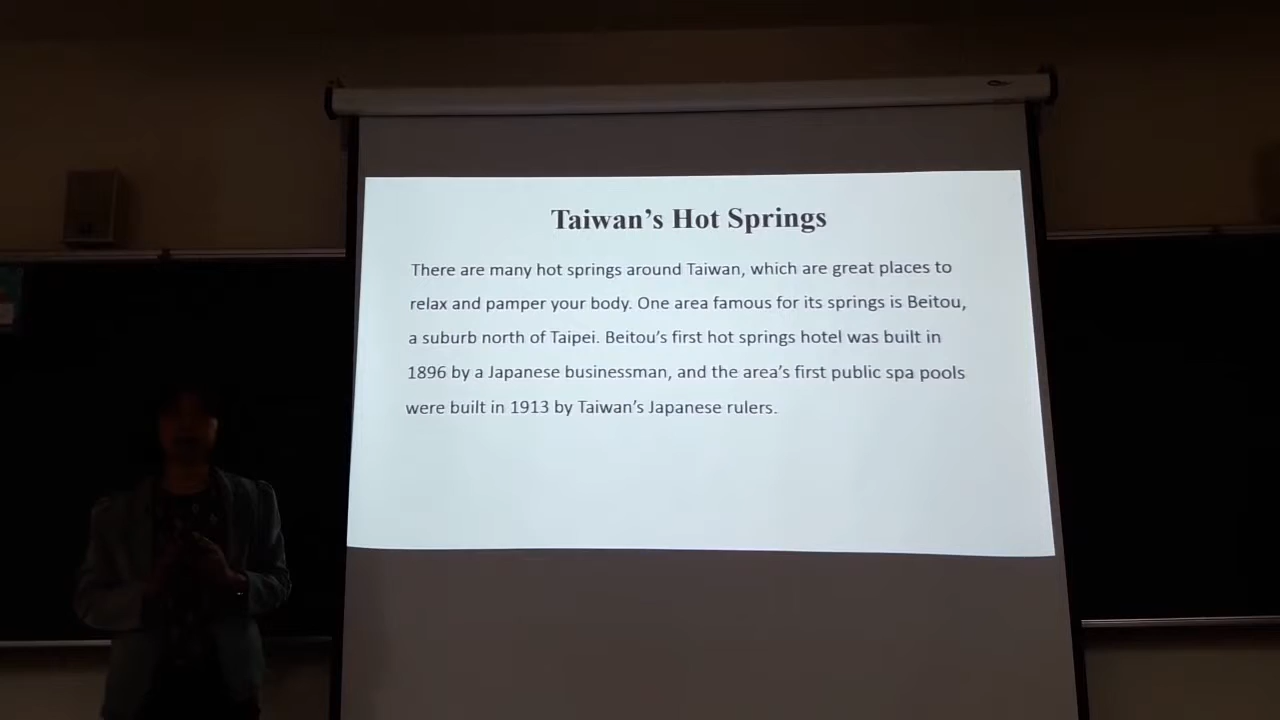 Taiwan's Hot Springs
There are many hot springs around Taiwan, which are great places to
relax and pamper your body. One area famous for its springs is Beitou,
a suburb north of Taipei. Beitou's first hot springs hotel was built in
1896 by a Japanese businessman, and the area's first public spa pools
were built in 1913 by Taiwan's Japanese rulers.